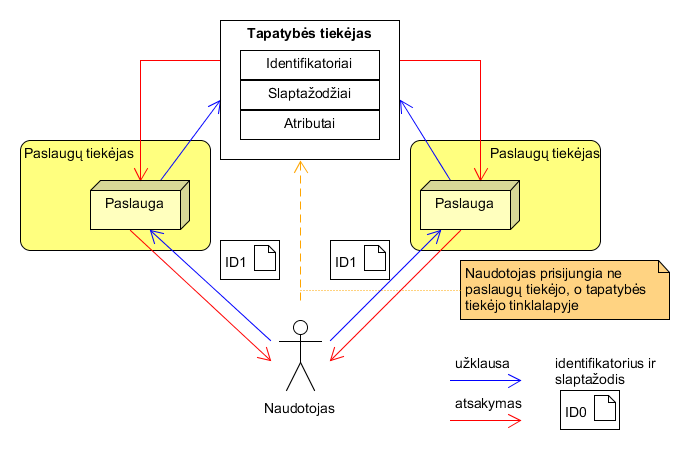 Tapatybės tiekėjas
Identifikatoriai
Slaptažodžiai
Atributai
Paslaugų tiekėjas
Paslaugų tiekėjas
Paslauga
Paslauga
ID1
ID1
Naudotojas prisijungia ne
paslaugų tiekėjo, o tapatybės
tiekėjo tinklalapyje
Naudotojas
užklausa
atsakymas
identifikatorius ir
slaptažodis
ID0